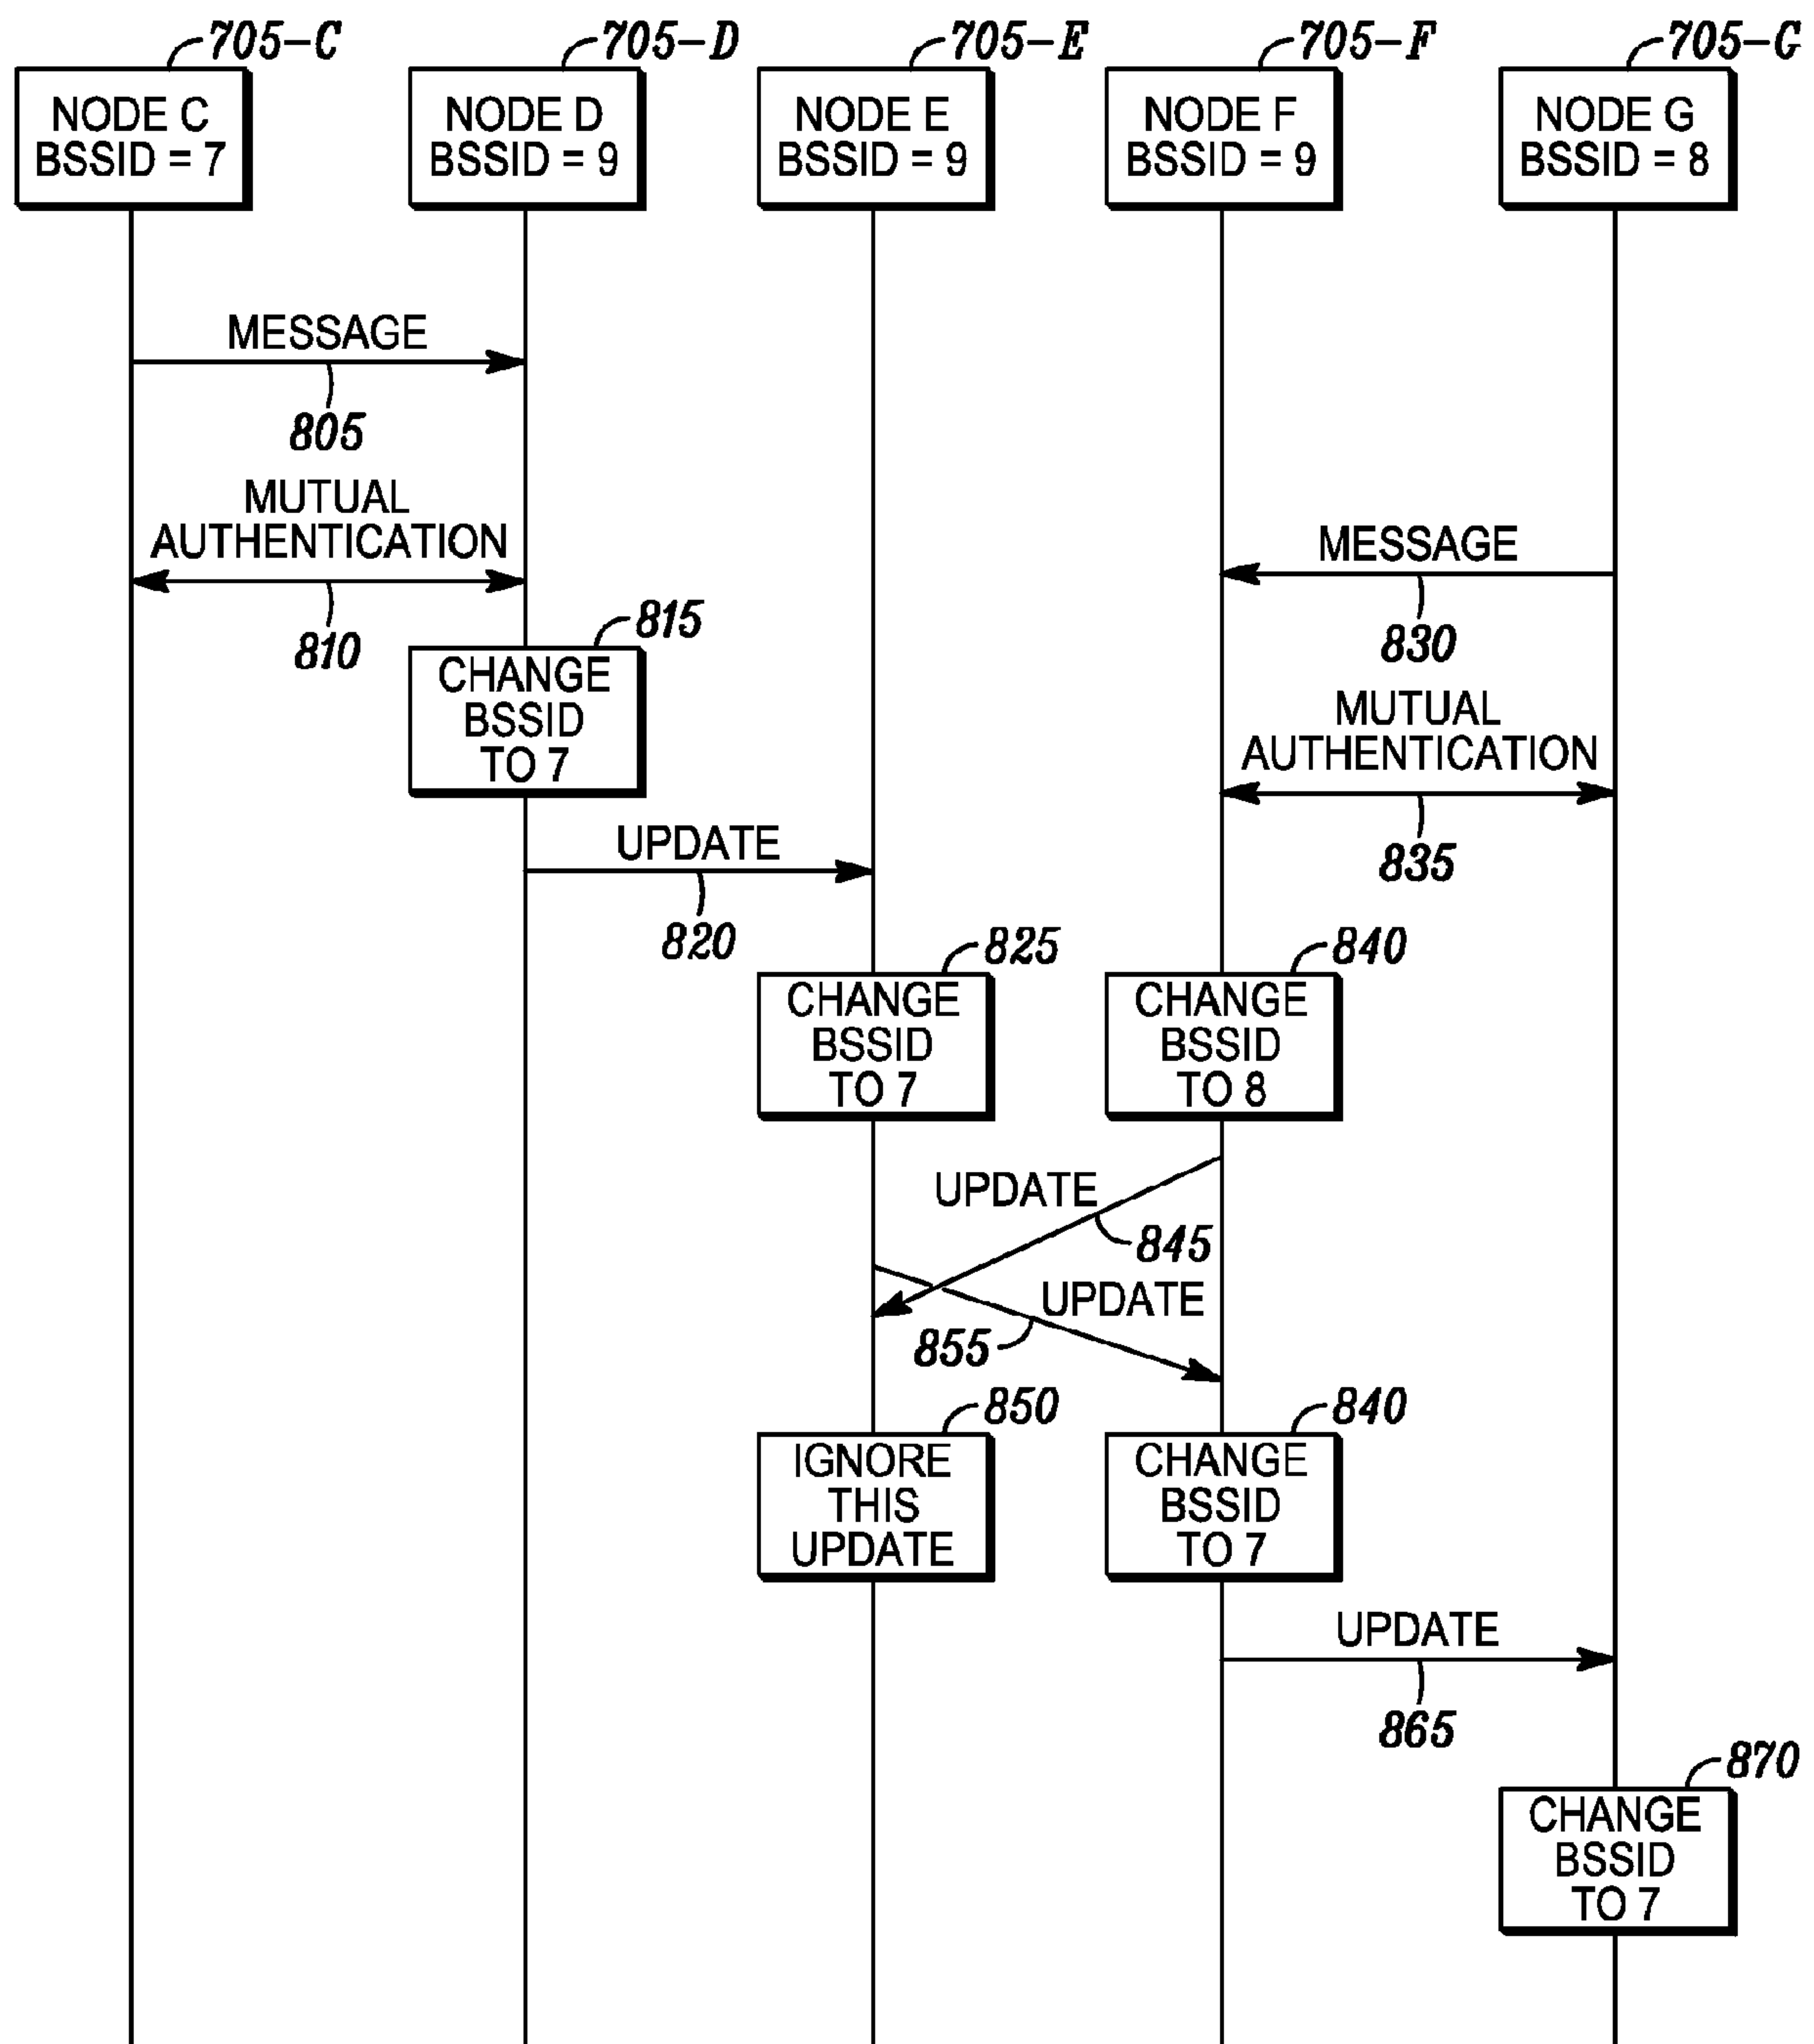 705-C
705-D
705-E
705-F
705-G
NODE C
BSSID = 7
NODE D
BSSID = 9
NODE E
BSSID = 9
NODE F
BSSID = 9
NODE G
BSSID = 8
MESSAGE
805
MUTUAL
AUTHENTICATION
810
MESSAGE
830
815
CHANGE
BSSID
TO 7
MUTUAL
AUTHENTICATION
835
UPDATE
820
825
CHANGE
BSSID
TO 7
840
CHANGE
BSSID
TO 8
UPDATE
845
UPDATE
855
850
IGNORE
THIS
UPDATE
840
CHANGE
BSSID
TO 7
UPDATE
865
870
CHANGE
BSSID
TO 7